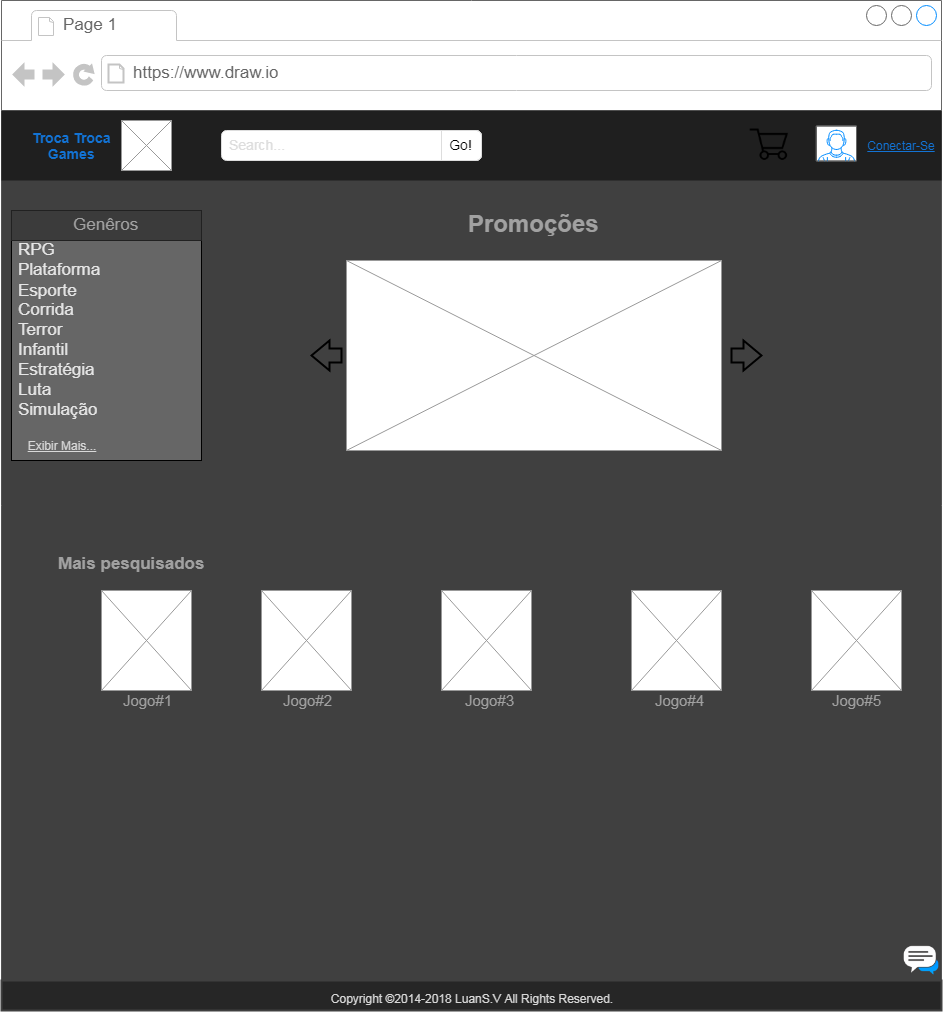 Page 1
https://www.draw.io
Troca Troca
Games
Search...
Go!
Conectar-Se
Genêros
RPG
Plataforma
Esporte
Corrida
Terror
Infantil
Estratégia
Luta
Simulação
Exibir Mais...
Promoções
Mais pesquisados
Jogo#1
Jogo#2
Jogo#3
Jogo#4
Jogo#5
Copyright ©2014-2018 LuanS.V All Rights Reserved.